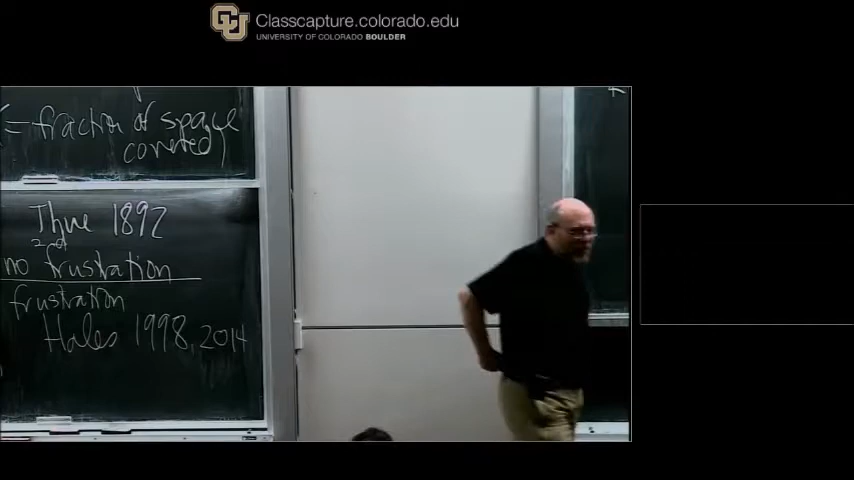 Classcapture.colorado.edu
UNIVERSITY OF COLORADO BOULDER
= fraction of space
covered)
Thue 1892
2nd
no frustration
frustration
Hales 1998, 2014